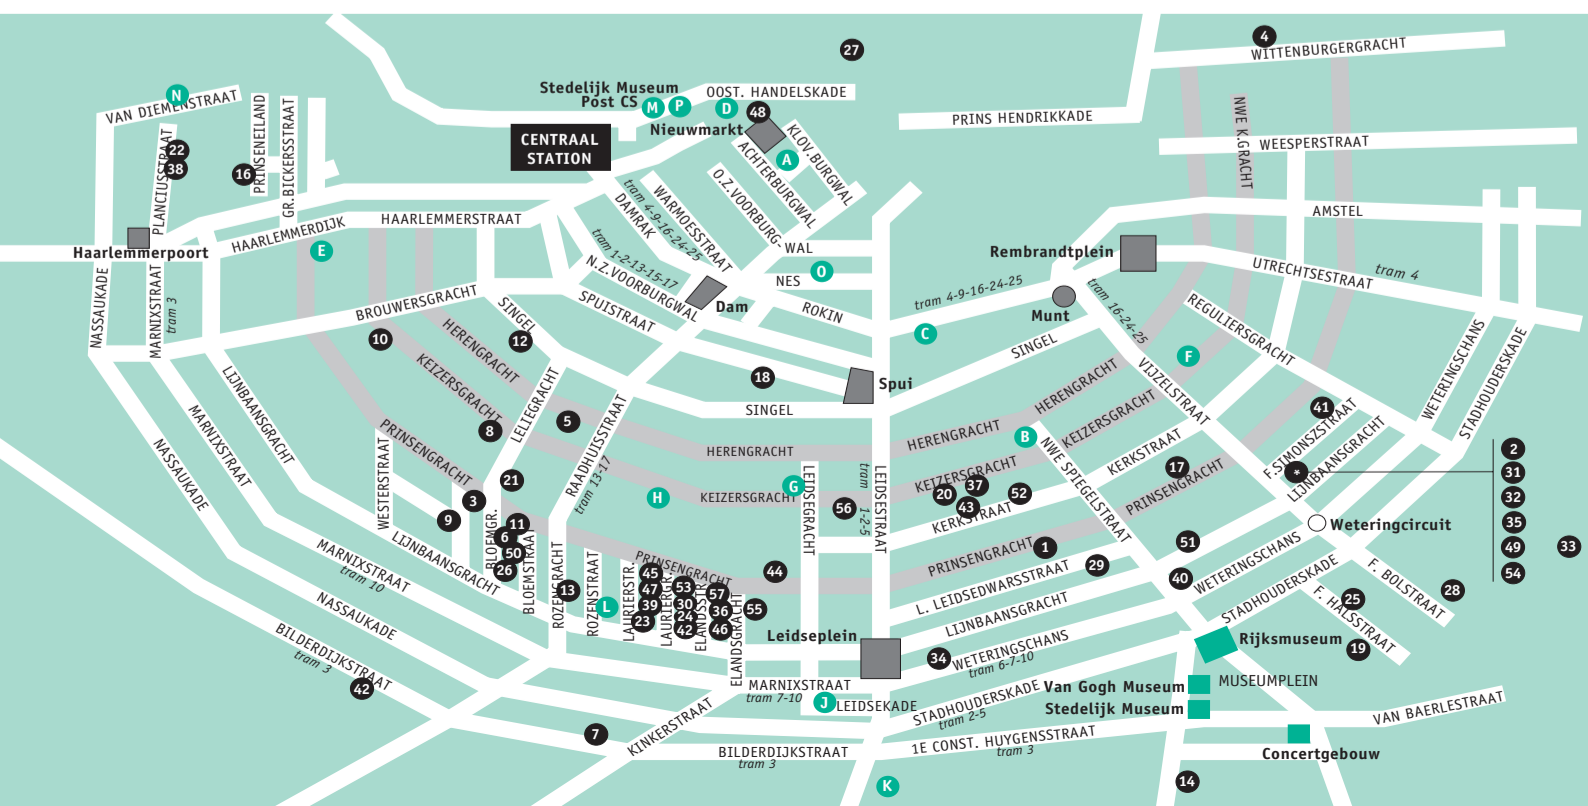 27
4
WITTENBURGERGRACHT
Stedelijk Museum
Post CS
M
P
D
48
OOST. HANDELSKADE
N
VAN DIEMENSTRAAT
PRINSENEILAND
GR.BICKERSSTRAAT
PLANCIUSSTRAAT
22
38
16
CENTRAAL
STATION
Nieuwmarkt
A
KLOV.BURGWAL
ACHTERBURGWAL
O.Z.VOORBURG-
WAL
PRINS HENDRIKKADE
NWE K.GRACHT
WEESPERSTRAAT
AMSTEL
tram 4-9-16-24-25
WARMOESSTRAAT
DAMRAK
HAARLEMMERSTRAAT
HAARLEMMERDIJK
E
Haarlemmerpoort
NASSAUKADE
MARNIXSTRAAT
tram 3
tram 1-2-13-15-17
N.Z.VOORBURGWAL
SPUISTRAAT
Dam
NES
O
ROKIN
Rembrandtplein
UTRECHTSESTRAAT
tram 4
tram 4-9-16-24-25
Munt
tram 16-24-25
C
BROUWERSGRACHT
SINGEL
12
10
HERENGRACHT
KEIZERSGRACHT
PRINSENGRACHT
LELIEGRACHT
5
8
18
SINGEL
Spui
SINGEL
REGULIERSGRACHT
F
VIJZELSTRAAT
WETERINGSCHANS
STADHOUDERSKADE
LIJNBAANSGRACHT
MARNIXSTRAAT
NASSAUKADE
WESTERSTRAAT
RAADHUISSTRAAT
tram 13-17
HERENGRACHT
KEIZERSGRACHT
H
G
LEIDSEGRACHT
56
tram
1-2-5
LEIDSESTRAAT
HERENGRACHT
HERENGRACHT
KEIZERSGRACHT
KEIZERSGRACHT
B
NWE SPIEGELSTRAAT
KERKSTRAAT
KERKSTRAAT
20
37
43
52
17
PRINSENGRACHT
PRINSENGRACHT
1
41
F.SIMONSZSTRAAT
*
LIJNBAANSGRACHT
2
31
32
35
49
54
33
Weteringcircuit
21
3
9
11
6
50
26
BLOEMGR.
BLOEMSTRAAT
ROZENGRACHT
13
ROZENSTRAAT
L
LAURIERSTR.
LAURIERGR.
ELANDSSTR.
ELANDSGRACHT
PRINSENGRACHT
45
47
39
23
53
30
24
42
57
36
46
55
44
LIJNBAANSGRACHT
MARNIXSTRAAT
tram 10
NASSAUKADE
BILDERDIJKSTRAAT
tram 3
42
7
KINKERSTRAAT
BILDERDIJKSTRAAT
tram 3
Leidseplein
MARNIXSTRAAT
tram 7-10
J
LEIDSEKADE
K
34
L. LEIDSEDWARSSTRAAT
29
LIJNBAANSGRACHT
WETERINGSCHANS
tram 6-7-10
STADHOUDERSKADE
tram 2-5
1E CONST. HUYGENSSTRAAT
tram 3
51
40
WETERINGSCHANS
STADHOUDERSKADE
F. BOLSTRAAT
28
25
F. HALSSTRAAT
19
Rijksmuseum
Van Gogh Museum
MUSEUMPLEIN
Stedelijk Museum
Concertgebouw
VAN BAERLESTRAAT
14